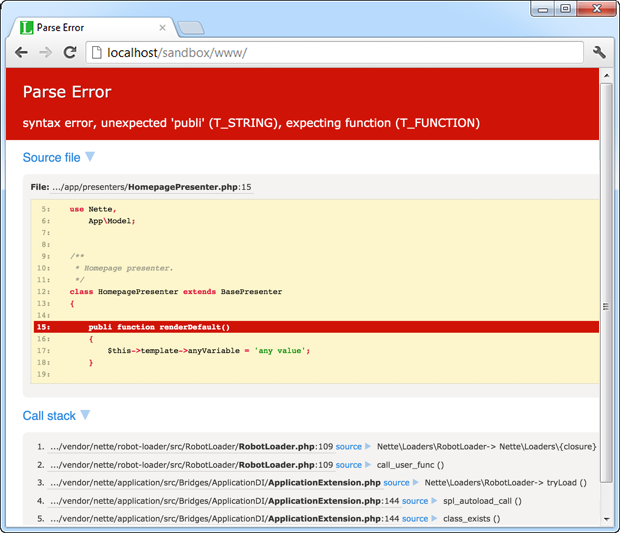 Parse Error
localhost/sandbox/www/
Parse Error
syntax error, unexpected 'publi' (T_STRING), expecting function (T_FUNCTION)
Source file ▼
File: .../app/presenters/HomepagePresenter.php:15
5: use Nette,
6: App\Model;
7:
8:
9: /**
10: * Homepage presenter.
11: */
12: class HomepagePresenter extends BasePresenter
13: {
14:
15: publi function renderDefault()
16: {
17: $this->template->anyVariable = 'any value';
18: }
19:
Call stack ▼
1. .../vendor/nette/robot-loader/src/RobotLoader/RobotLoader.php:109 source ▶ Nette\Loaders\RobotLoader-> Nette\Loaders\{closure}
2. .../vendor/nette/robot-loader/src/RobotLoader/RobotLoader.php:109 source ▶ call_user_func ()
3. .../vendor/nette/application/src/Bridges/ApplicationDI/ApplicationExtension.php source ▶ Nette\Loaders\RobotLoader-> tryLoad ()
4. .../vendor/nette/application/src/Bridges/ApplicationDI/ApplicationExtension.php:144 source ▶ spl_autoload_call ()
5. .../vendor/nette/application/src/Bridges/ApplicationDI/ApplicationExtension.php:144 source ▶ class_exists ()